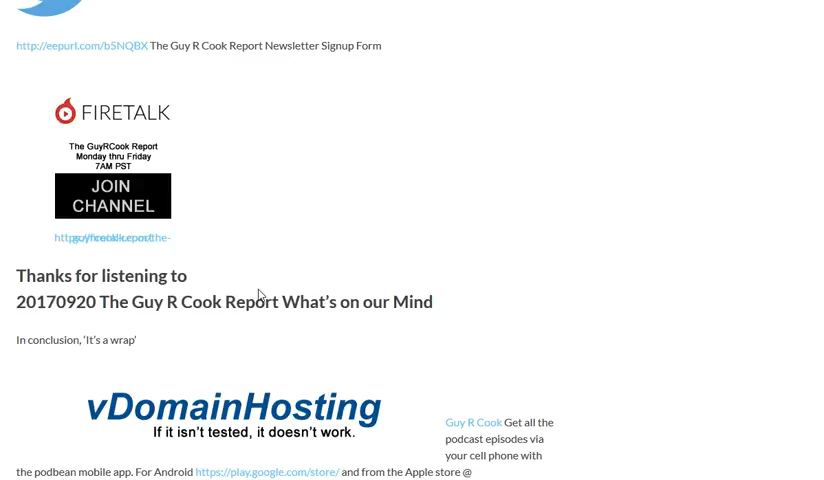 http://eepurl.com/b5NQBX The Guy R Cook Report Newsletter Signup Form
FIRETALK
The GuyRCook Report
Monday thru Friday
7AM PST
JOIN
CHANNEL
Thanks for listening to
20170920 The Guy R Cook Report What’s on our Mind
In conclusion, ‘It’s a wrap’
vDomainHosting
If it isn't tested, it doesn't work.
Guy R Cook Get all the
podcast episodes via
your cell phone with
the podbean mobile app. For Android https://play.google.com/store/ and from the Apple store @